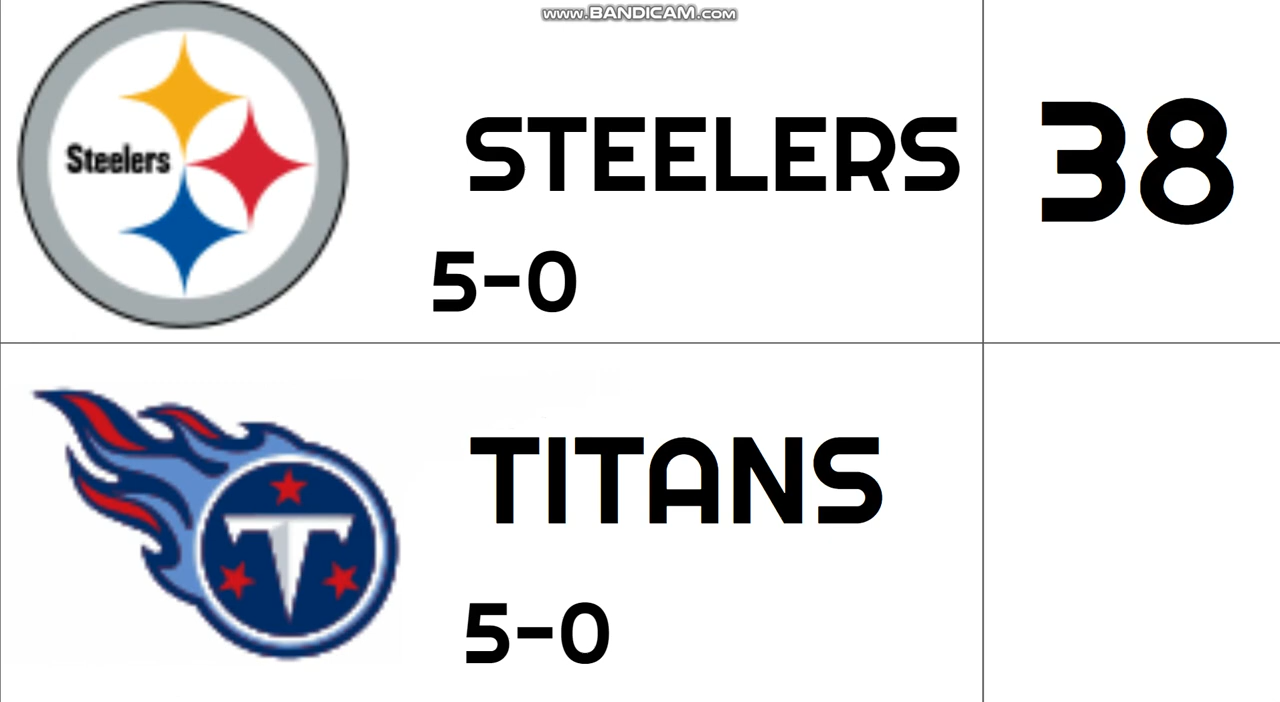 www.BANDICAM.com
Steelers
STEELERS
38
5-0
T
TITANS
5-0